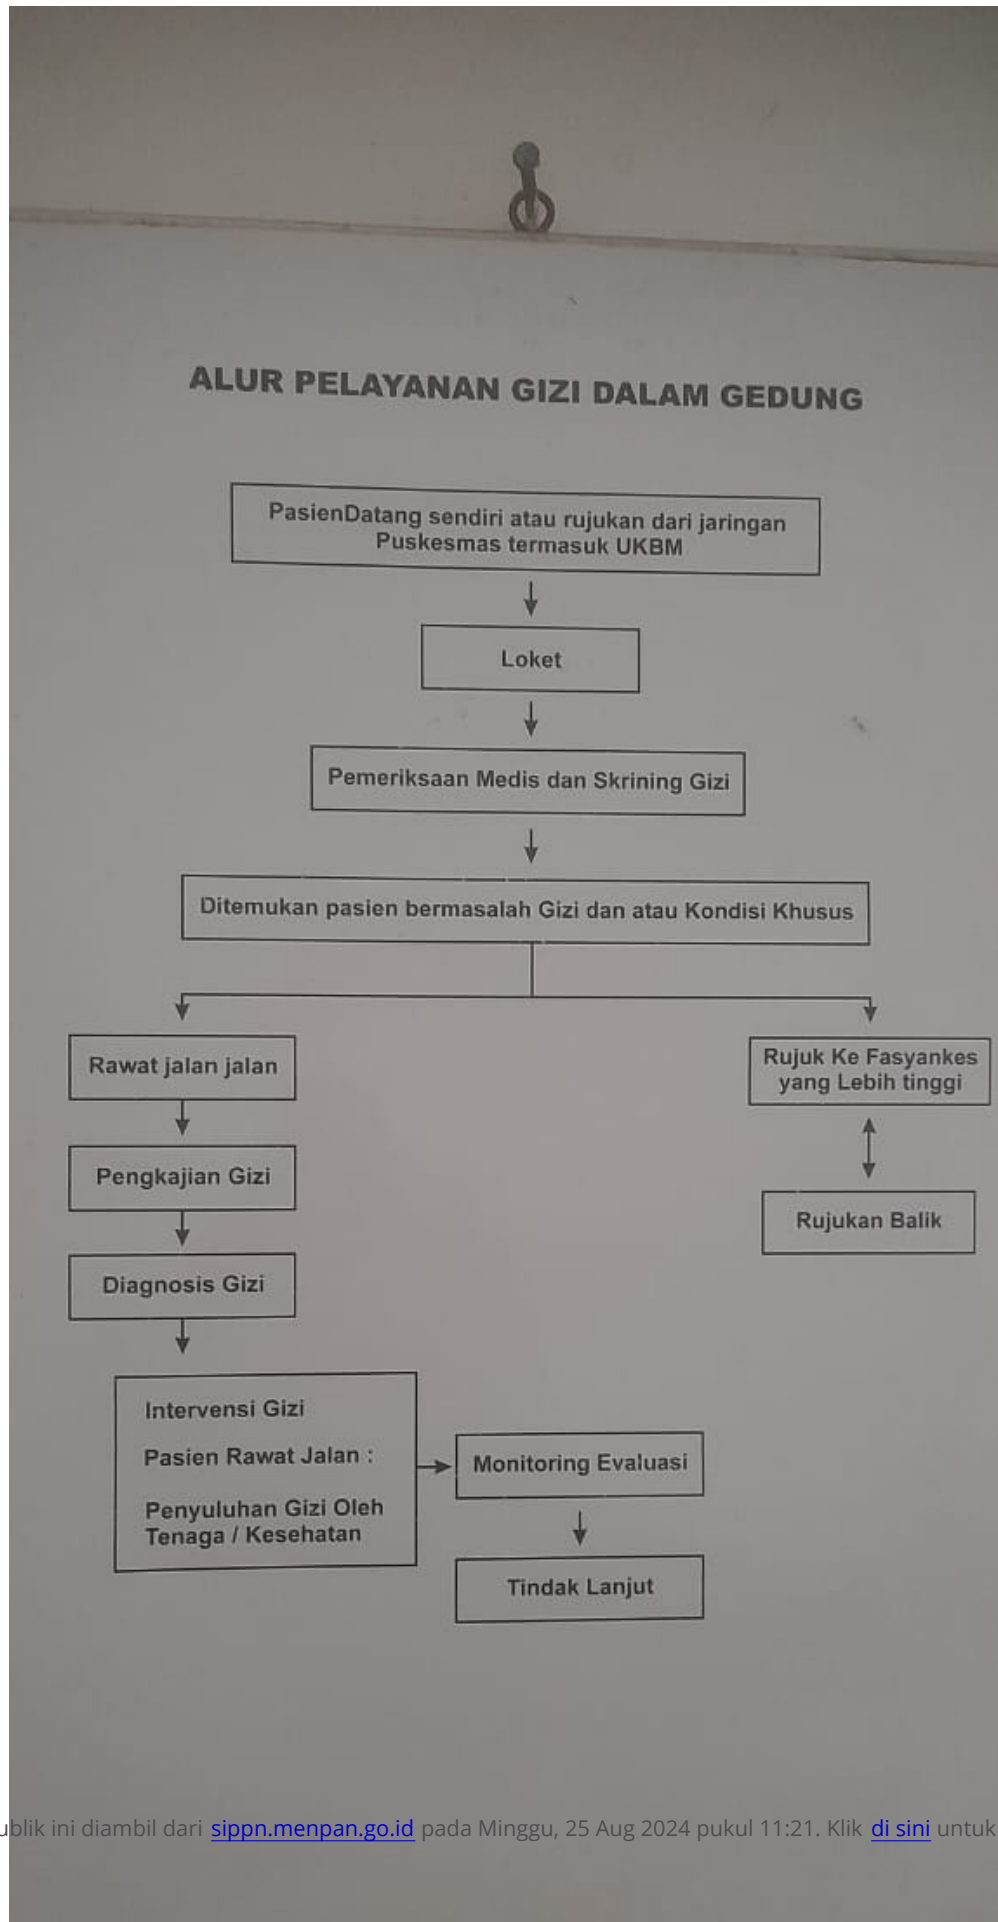 ALUR PELAYANAN GIZI DALAM GEDUNG
PasienDatang sendiri atau rujukan dari jaringan
Puskesmas termasuk UKBM
Loket
Pemeriksaan Medis dan Skrining Gizi
Ditemukan pasien bermasalah Gizi dan atau Kondisi Khusus
Rawat jalan jalan
Rujuk Ke Fasyankes
yang Lebih tinggi
Pengkajian Gizi
Rujukan Balik
Diagnosis Gizi
Intervensi Gizi
Pasien Rawat Jalan :
Penyuluhan Gizi Oleh
Tenaga / Kesehatan
Monitoring Evaluasi
Tindak Lanjut
ublik ini diambil dari sippn.menpan.go.id pada Minggu, 25 Aug 2024 pukul 11:21. Klik di sini untuk